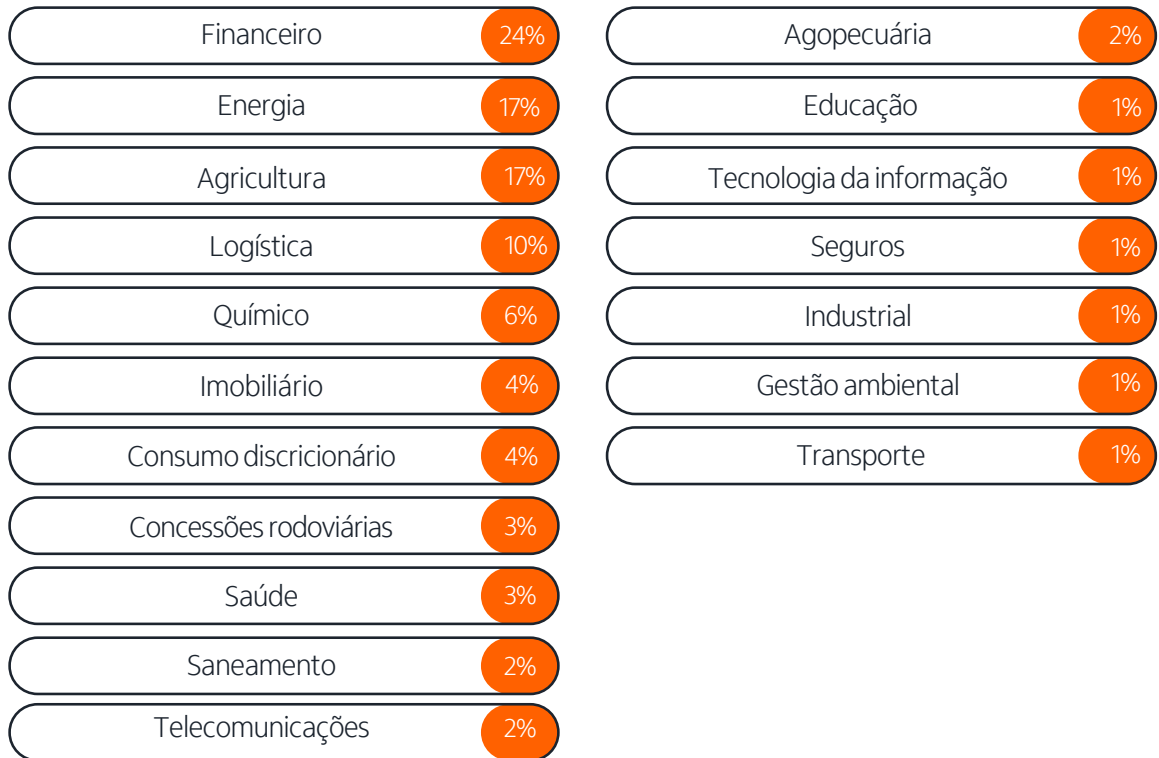 Financeiro 24%
Energia 17%
Agricultura 17%
Logística 10%
Químico 6%
Imobiliário 4%
Consumo discricionário 4%
Concessões rodoviárias 3%
Saúde 3%
Saneamento 2%
Telecomunicações 2%
Agopecuária 2%
Educação 1%
Tecnologia da informação 1%
Seguros 1%
Industrial 1%
Gestão ambiental 1%
Transporte 1%